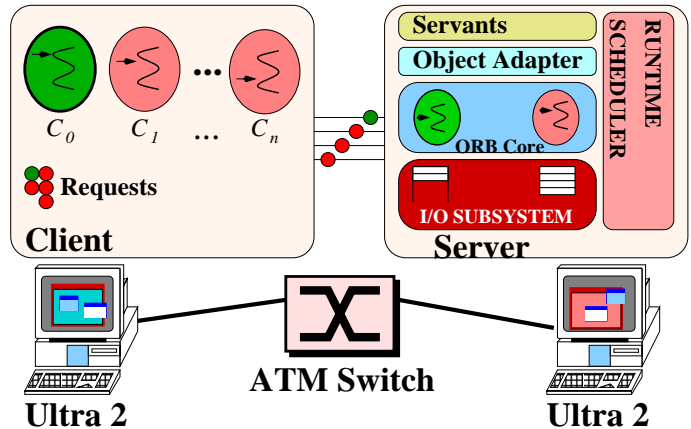 C0 C1 ... Cn
...
Requests
Client
Servants
Object Adapter
ORB Core
I/O SUBSYSTEM
RUNTIME
SCHEDULER
Server
ATM Switch
Ultra 2
Ultra 2